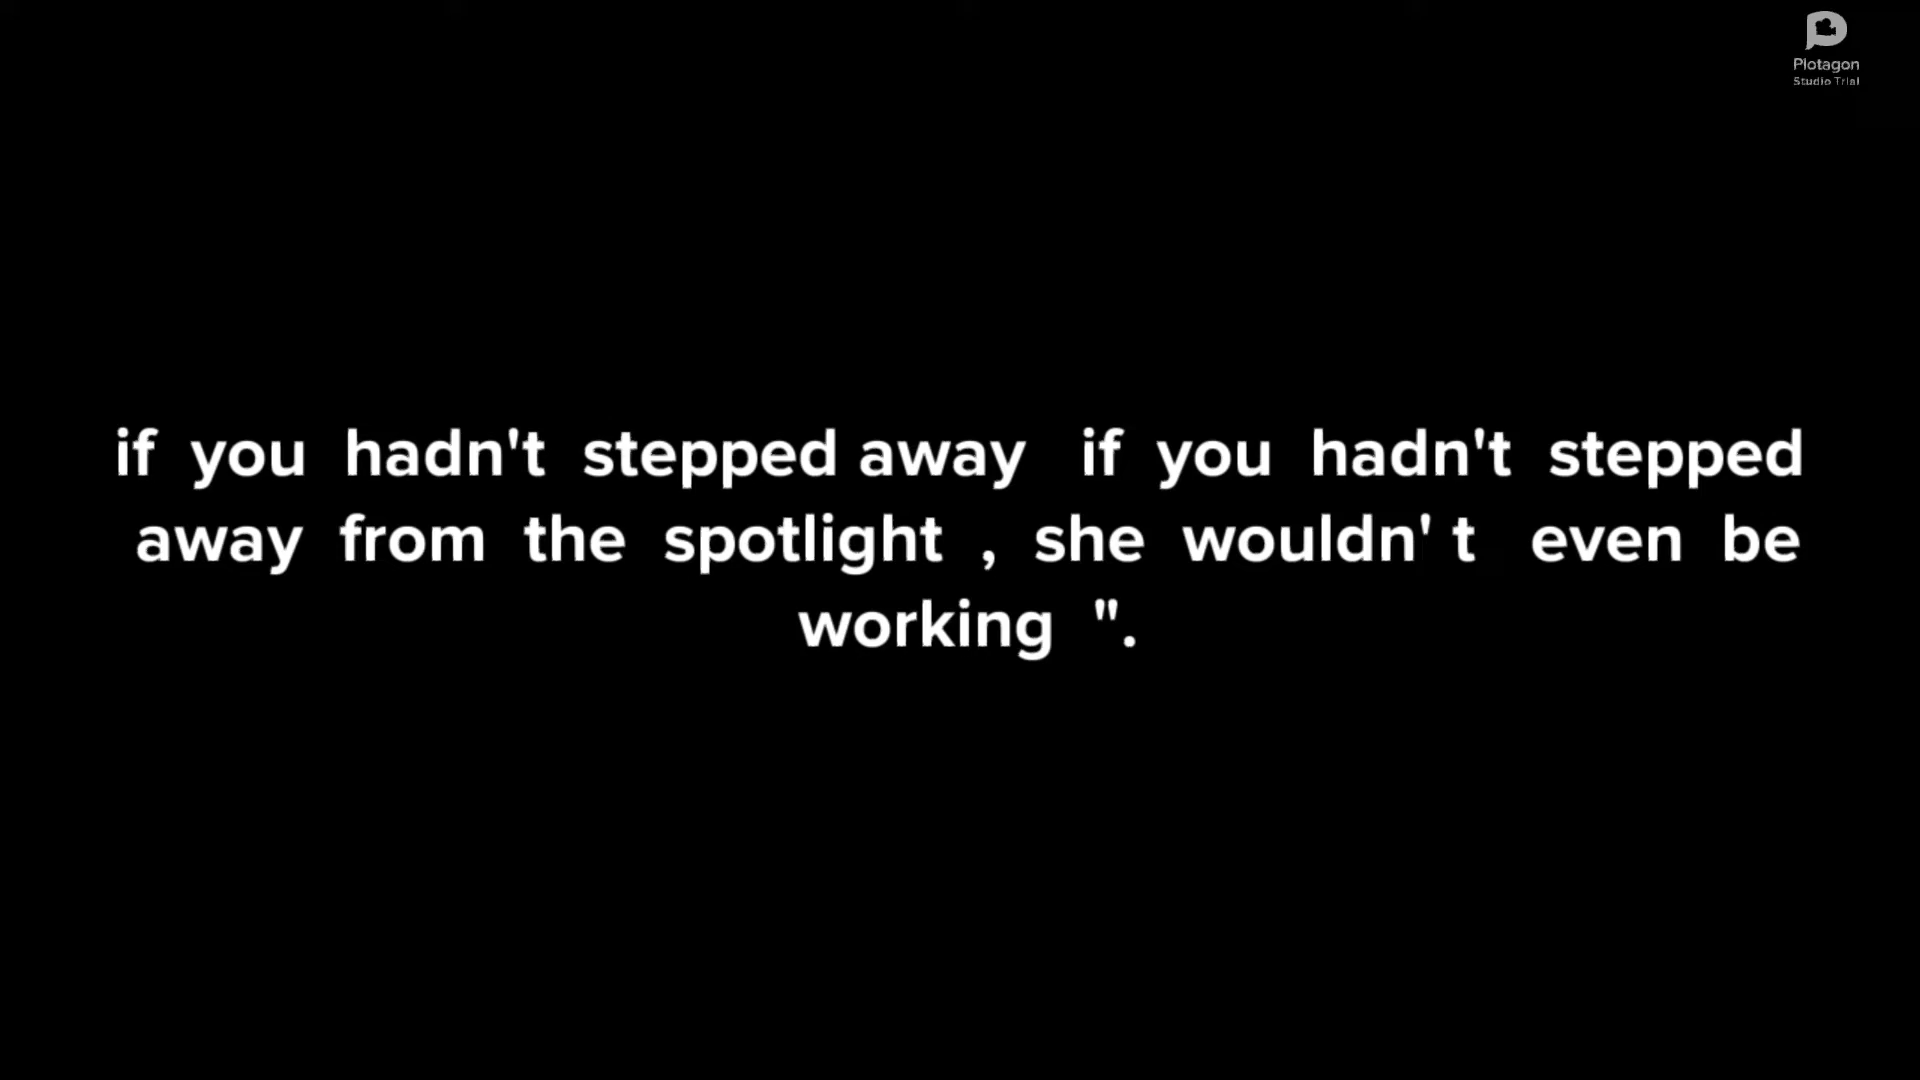 Plotagon
Studio Trial
if you hadn't stepped away if you hadn't stepped
away from the spotlight , she wouldn' t even be
working ".